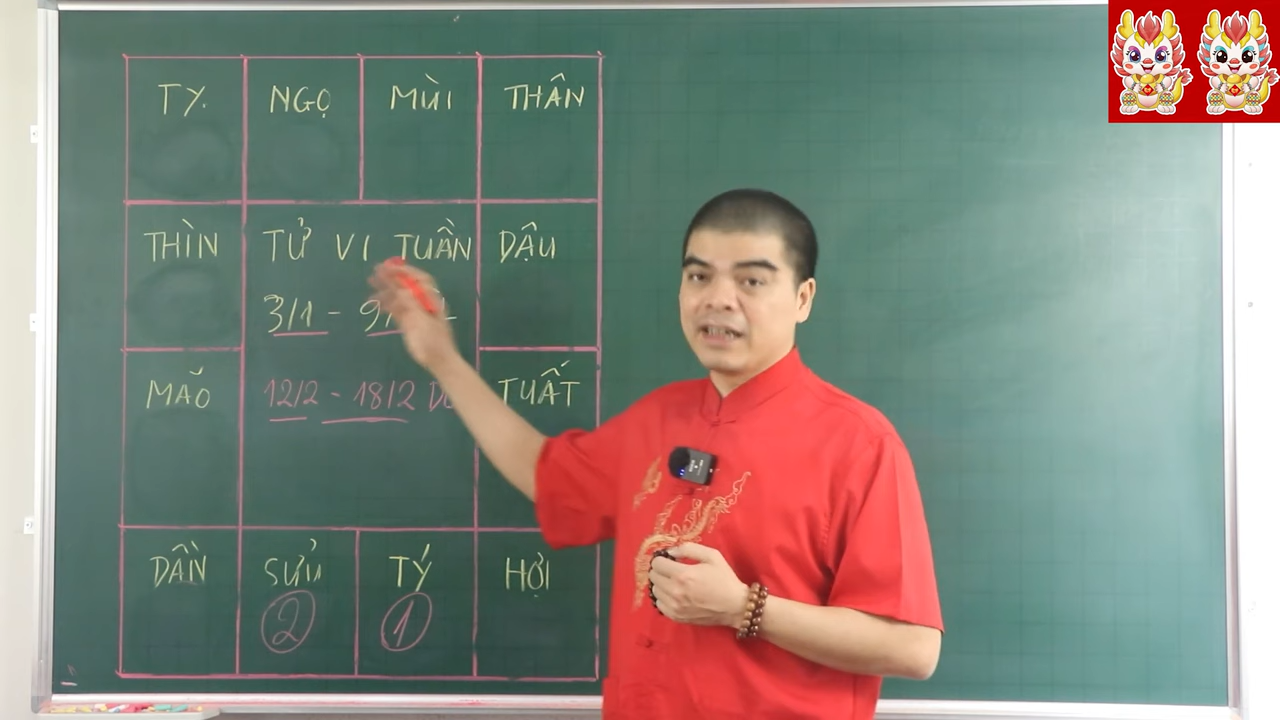 TỴ NGỌ MÙI THÂN
THÌN TỬ VI TUẦN DẬU
3/1 - 9/
MÃO 12/2 - 18/2 TUẤT
DẦN SỬU TÝ HỢI
2 1